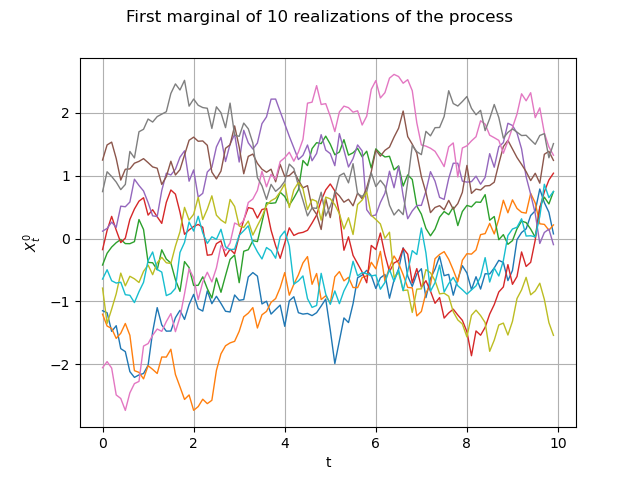 First marginal of 10 realizations of the process
2
1
0
−1
−2
X_t^0
0 2 4 6 8 10
t